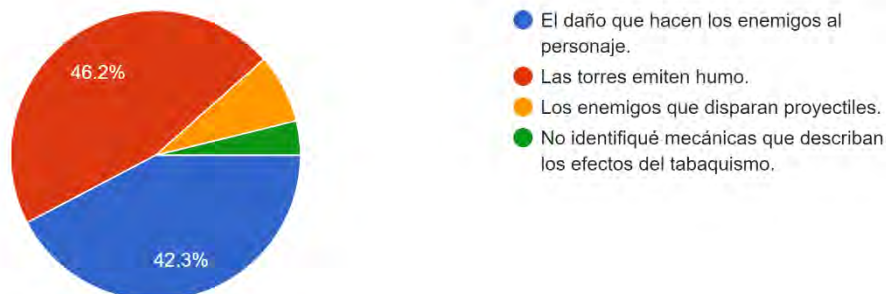 46.2%
42.3%
El daño que hacen los enemigos al
personaje.
Las torres emiten humo.
Los enemigos que disparan proyectiles.
No identifiqué mecánicas que describan
los efectos del tabaquismo.